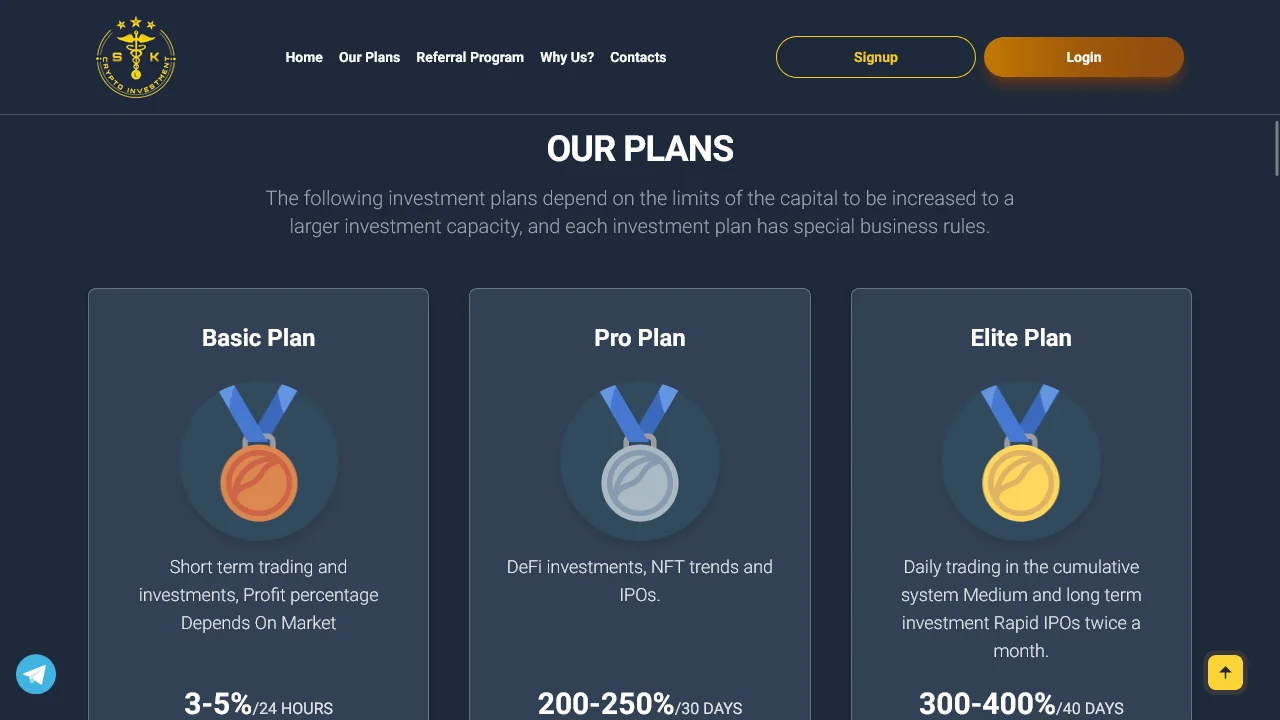 S K
CRYPTO INVESTMENT
Home Our Plans Referral Program Why Us? Contacts Signup Login
OUR PLANS
The following investment plans depend on the limits of the capital to be increased to a
larger investment capacity, and each investment plan has special business rules.
Basic Plan
Short term trading and
investments, Profit percentage
Depends On Market
3-5%/24 HOURS
Pro Plan
DeFi investments, NFT trends and
IPOs.
200-250%/30 DAYS
Elite Plan
Daily trading in the cumulative
system Medium and long term
investment Rapid IPOs twice a
month.
300-400%/40 DAYS